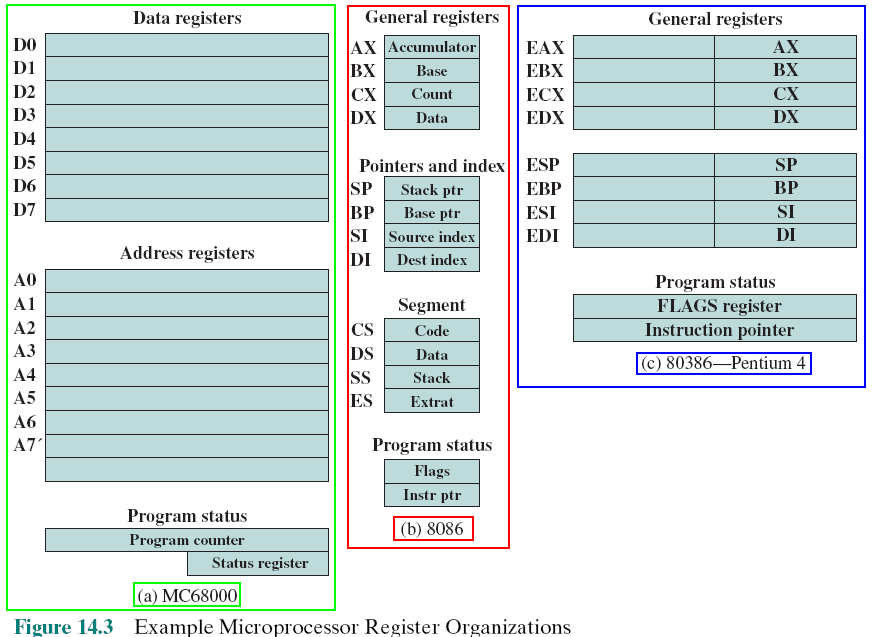 Data registers
D0
D1
D2
D3
D4
D5
D6
D7
Address registers
A0
A1
A2
A3
A4
A5
A6
A7´
Program status
Program counter
Status register
(a) MC68000
General registers
AX Accumulator
BX Base
CX Count
DX Data
Pointers and index
SP Stack ptr
BP Base ptr
SI Source index
DI Dest index
Segment
CS Code
DS Data
SS Stack
ES Extrat
Program status
Flags
Instr ptr
(b) 8086
General registers
EAX AX
EBX BX
ECX CX
EDX DX
ESP SP
EBP BP
ESI SI
EDI DI
Program status
FLAGS register
Instruction pointer
(c) 80386—Pentium 4
Figure 14.3 Example Microprocessor Register Organizations